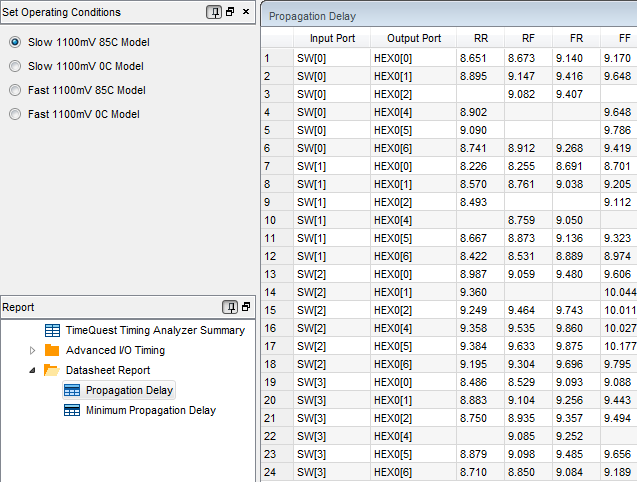 Set Operating Conditions
Slow 1100mV 85C Model
Slow 1100mV 0C Model
Fast 1100mV 85C Model
Fast 1100mV 0C Model
Report
TimeQuest Timing Analyzer Summary
Advanced I/O Timing
Datasheet Report
Propagation Delay
Minimum Propagation Delay
Propagation Delay
Input Port Output Port RR RF FR FF
1 SW[0] HEX0[0] 8.651 8.673 9.140 9.170
2 SW[0] HEX0[1] 8.895 9.147 9.416 9.648
3 SW[0] HEX0[2] 9.082 9.407
4 SW[0] HEX0[4] 8.902 9.648
5 SW[0] HEX0[5] 9.090 9.786
6 SW[0] HEX0[6] 8.741 8.912 9.268 9.419
7 SW[1] HEX0[0] 8.226 8.255 8.691 8.701
8 SW[1] HEX0[1] 8.570 8.761 9.038 9.205
9 SW[1] HEX0[2] 8.493 9.112
10 SW[1] HEX0[4] 8.759 9.050
11 SW[1] HEX0[5] 8.667 8.873 9.136 9.323
12 SW[1] HEX0[6] 8.422 8.531 8.889 8.974
13 SW[2] HEX0[0] 8.987 9.059 9.480 9.606
14 SW[2] HEX0[1] 9.360 10.044
15 SW[2] HEX0[2] 9.249 9.464 9.743 10.011
16 SW[2] HEX0[4] 9.358 9.535 9.860 10.027
17 SW[2] HEX0[5] 9.384 9.633 9.875 10.177
18 SW[2] HEX0[6] 9.195 9.304 9.696 9.795
19 SW[3] HEX0[0] 8.486 8.529 9.093 9.088
20 SW[3] HEX0[1] 8.883 9.104 9.256 9.443
21 SW[3] HEX0[2] 8.750 8.935 9.357 9.494
22 SW[3] HEX0[4] 9.085 9.252
23 SW[3] HEX0[5] 8.879 9.098 9.485 9.656
24 SW[3] HEX0[6] 8.710 8.850 9.084 9.189